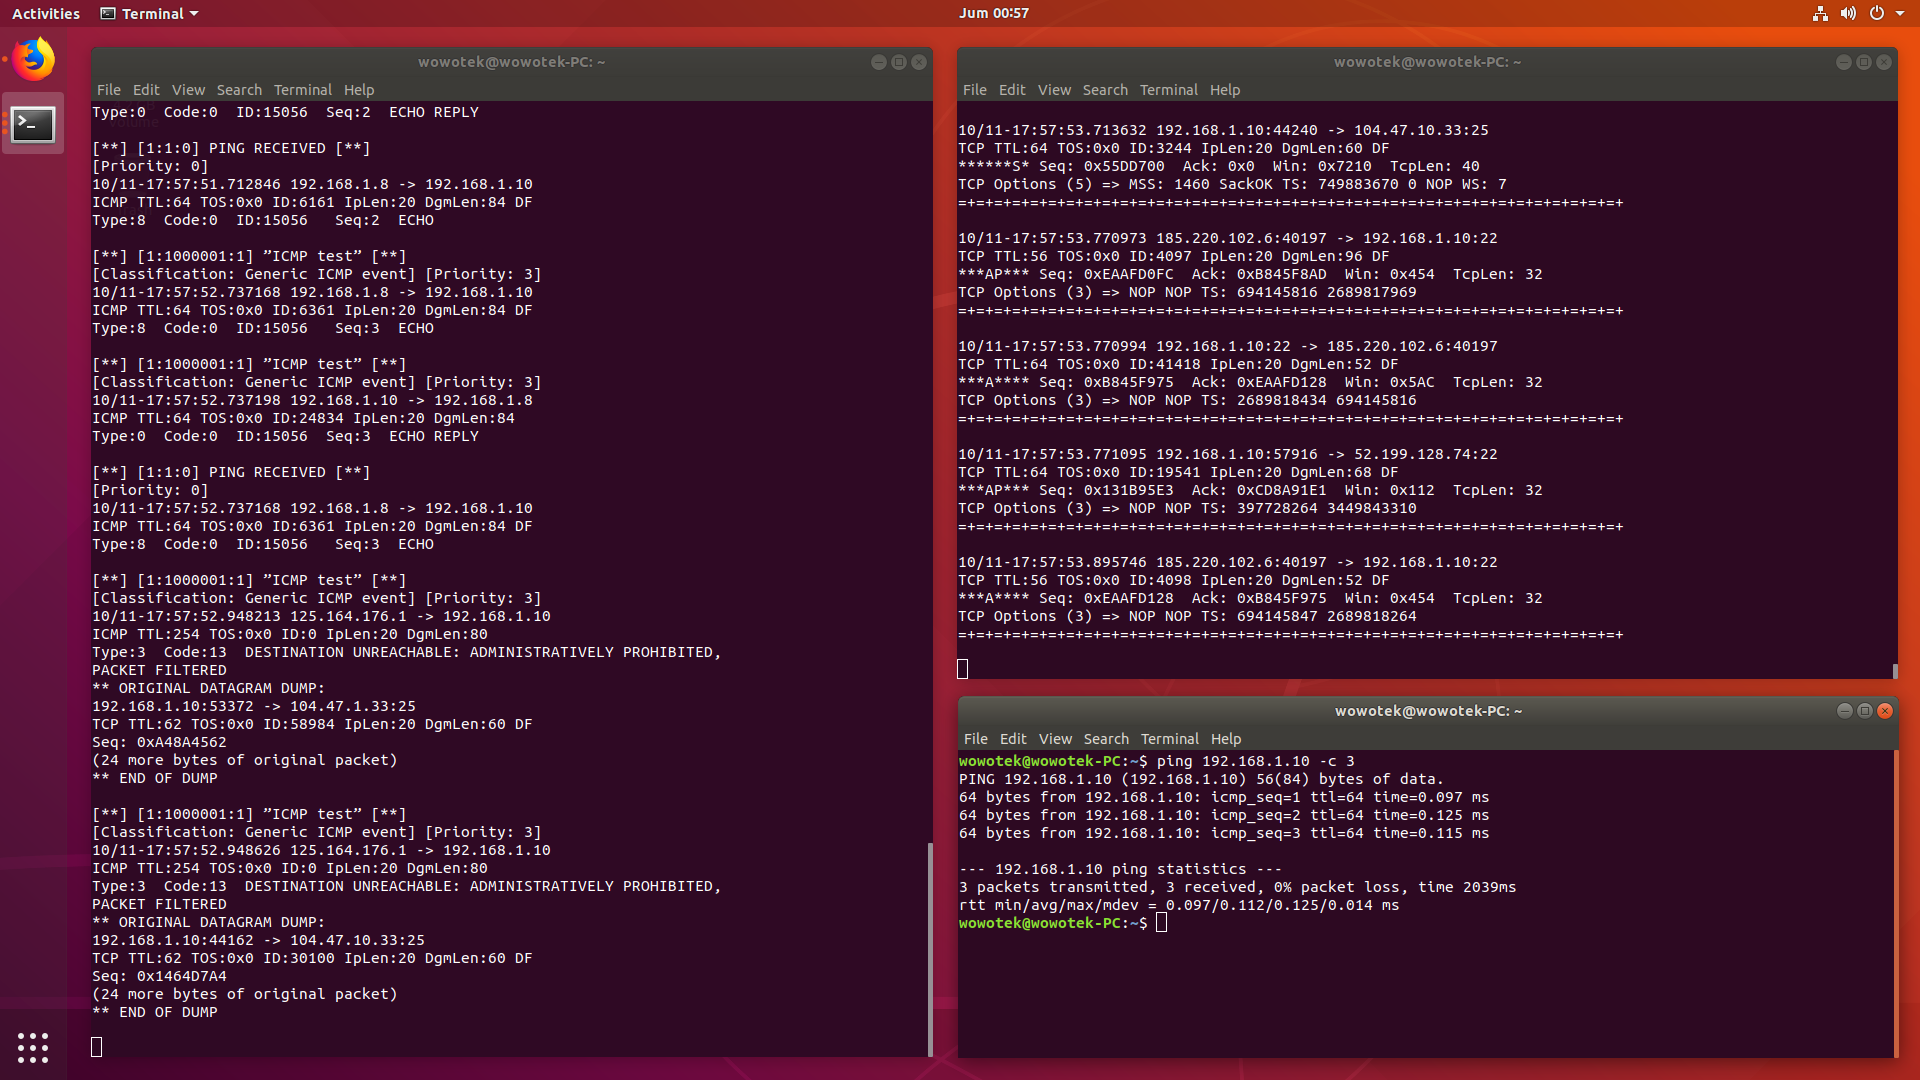 Activities
Terminal
Jum 00:57
wowotek@wowotek-PC: ~
File Edit View Search Terminal Help
Type:0  Code:0  ID:15056  Seq:2  ECHO REPLY
[**] [1:1:0] PING RECEIVED [**]
[Priority: 0]
10/11-17:57:51.712846 192.168.1.8 -> 192.168.1.10
ICMP TTL:64 TOS:0x0 ID:6161 IpLen:20 DgmLen:84 DF
Type:8  Code:0  ID:15056   Seq:2  ECHO
[**] [1:1000001:1] ”ICMP test” [**]
[Classification: Generic ICMP event] [Priority: 3]
10/11-17:57:52.737168 192.168.1.8 -> 192.168.1.10
ICMP TTL:64 TOS:0x0 ID:6361 IpLen:20 DgmLen:84 DF
Type:8  Code:0  ID:15056   Seq:3  ECHO
[**] [1:1000001:1] ”ICMP test” [**]
[Classification: Generic ICMP event] [Priority: 3]
10/11-17:57:52.737198 192.168.1.10 -> 192.168.1.8
ICMP TTL:64 TOS:0x0 ID:24834 IpLen:20 DgmLen:84
Type:0  Code:0  ID:15056  Seq:3  ECHO REPLY
[**] [1:1:0] PING RECEIVED [**]
[Priority: 0]
10/11-17:57:52.737168 192.168.1.8 -> 192.168.1.10
ICMP TTL:64 TOS:0x0 ID:6361 IpLen:20 DgmLen:84 DF
Type:8  Code:0  ID:15056   Seq:3  ECHO
[**] [1:1000001:1] ”ICMP test” [**]
[Classification: Generic ICMP event] [Priority: 3]
10/11-17:57:52.948213 125.164.176.1 -> 192.168.1.10
ICMP TTL:254 TOS:0x0 ID:0 IpLen:20 DgmLen:80
Type:3  Code:13  DESTINATION UNREACHABLE: ADMINISTRATIVELY PROHIBITED,
PACKET FILTERED
** ORIGINAL DATAGRAM DUMP:
192.168.1.10:53372 -> 104.47.1.33:25
TCP TTL:62 TOS:0x0 ID:58984 IpLen:20 DgmLen:60 DF
Seq: 0xA48A4562
(24 more bytes of original packet)
** END OF DUMP
[**] [1:1000001:1] ”ICMP test” [**]
[Classification: Generic ICMP event] [Priority: 3]
10/11-17:57:52.948626 125.164.176.1 -> 192.168.1.10
ICMP TTL:254 TOS:0x0 ID:0 IpLen:20 DgmLen:80
Type:3  Code:13  DESTINATION UNREACHABLE: ADMINISTRATIVELY PROHIBITED,
PACKET FILTERED
** ORIGINAL DATAGRAM DUMP:
192.168.1.10:44162 -> 104.47.10.33:25
TCP TTL:62 TOS:0x0 ID:30100 IpLen:20 DgmLen:60 DF
Seq: 0x1464D7A4
(24 more bytes of original packet)
** END OF DUMP
wowotek@wowotek-PC: ~
File Edit View Search Terminal Help
10/11-17:57:53.713632 192.168.1.10:44240 -> 104.47.10.33:25
TCP TTL:64 TOS:0x0 ID:3244 IpLen:20 DgmLen:60 DF
******S* Seq: 0x55DD700  Ack: 0x0  Win: 0x7210  TcpLen: 40
TCP Options (5) => MSS: 1460 SackOK TS: 749883670 0 NOP WS: 7
=+=+=+=+=+=+=+=+=+=+=+=+=+=+=+=+=+=+=+=+=+=+=+=+=+=+=+=+=+=+=+=+=+=+=+=+=+
10/11-17:57:53.770973 185.220.102.6:40197 -> 192.168.1.10:22
TCP TTL:56 TOS:0x0 ID:4097 IpLen:20 DgmLen:96 DF
***AP*** Seq: 0xEAAFD0FC  Ack: 0xB845F8AD  Win: 0x454  TcpLen: 32
TCP Options (3) => NOP NOP TS: 694145816 2689817969
=+=+=+=+=+=+=+=+=+=+=+=+=+=+=+=+=+=+=+=+=+=+=+=+=+=+=+=+=+=+=+=+=+=+=+=+=+
10/11-17:57:53.770994 192.168.1.10:22 -> 185.220.102.6:40197
TCP TTL:64 TOS:0x0 ID:41418 IpLen:20 DgmLen:52 DF
***A**** Seq: 0xB845F975  Ack: 0xEAAFD128  Win: 0x5AC  TcpLen: 32
TCP Options (3) => NOP NOP TS: 2689818434 694145816
=+=+=+=+=+=+=+=+=+=+=+=+=+=+=+=+=+=+=+=+=+=+=+=+=+=+=+=+=+=+=+=+=+=+=+=+=+
10/11-17:57:53.771095 192.168.1.10:57916 -> 52.199.128.74:22
TCP TTL:64 TOS:0x0 ID:19541 IpLen:20 DgmLen:68 DF
***AP*** Seq: 0x131B95E3  Ack: 0xCD8A91E1  Win: 0x112  TcpLen: 32
TCP Options (3) => NOP NOP TS: 397728264 3449843310
=+=+=+=+=+=+=+=+=+=+=+=+=+=+=+=+=+=+=+=+=+=+=+=+=+=+=+=+=+=+=+=+=+=+=+=+=+
10/11-17:57:53.895746 185.220.102.6:40197 -> 192.168.1.10:22
TCP TTL:56 TOS:0x0 ID:4098 IpLen:20 DgmLen:52 DF
***A**** Seq: 0xEAAFD128  Ack: 0xB845F975  Win: 0x454  TcpLen: 32
TCP Options (3) => NOP NOP TS: 694145847 2689818264
=+=+=+=+=+=+=+=+=+=+=+=+=+=+=+=+=+=+=+=+=+=+=+=+=+=+=+=+=+=+=+=+=+=+=+=+=+
wowotek@wowotek-PC: ~
File Edit View Search Terminal Help
wowotek@wowotek-PC:~$ ping 192.168.1.10 -c 3
PING 192.168.1.10 (192.168.1.10) 56(84) bytes of data.
64 bytes from 192.168.1.10: icmp_seq=1 ttl=64 time=0.097 ms
64 bytes from 192.168.1.10: icmp_seq=2 ttl=64 time=0.125 ms
64 bytes from 192.168.1.10: icmp_seq=3 ttl=64 time=0.115 ms
--- 192.168.1.10 ping statistics ---
3 packets transmitted, 3 received, 0% packet loss, time 2039ms
rtt min/avg/max/mdev = 0.097/0.112/0.125/0.014 ms
wowotek@wowotek-PC:~$